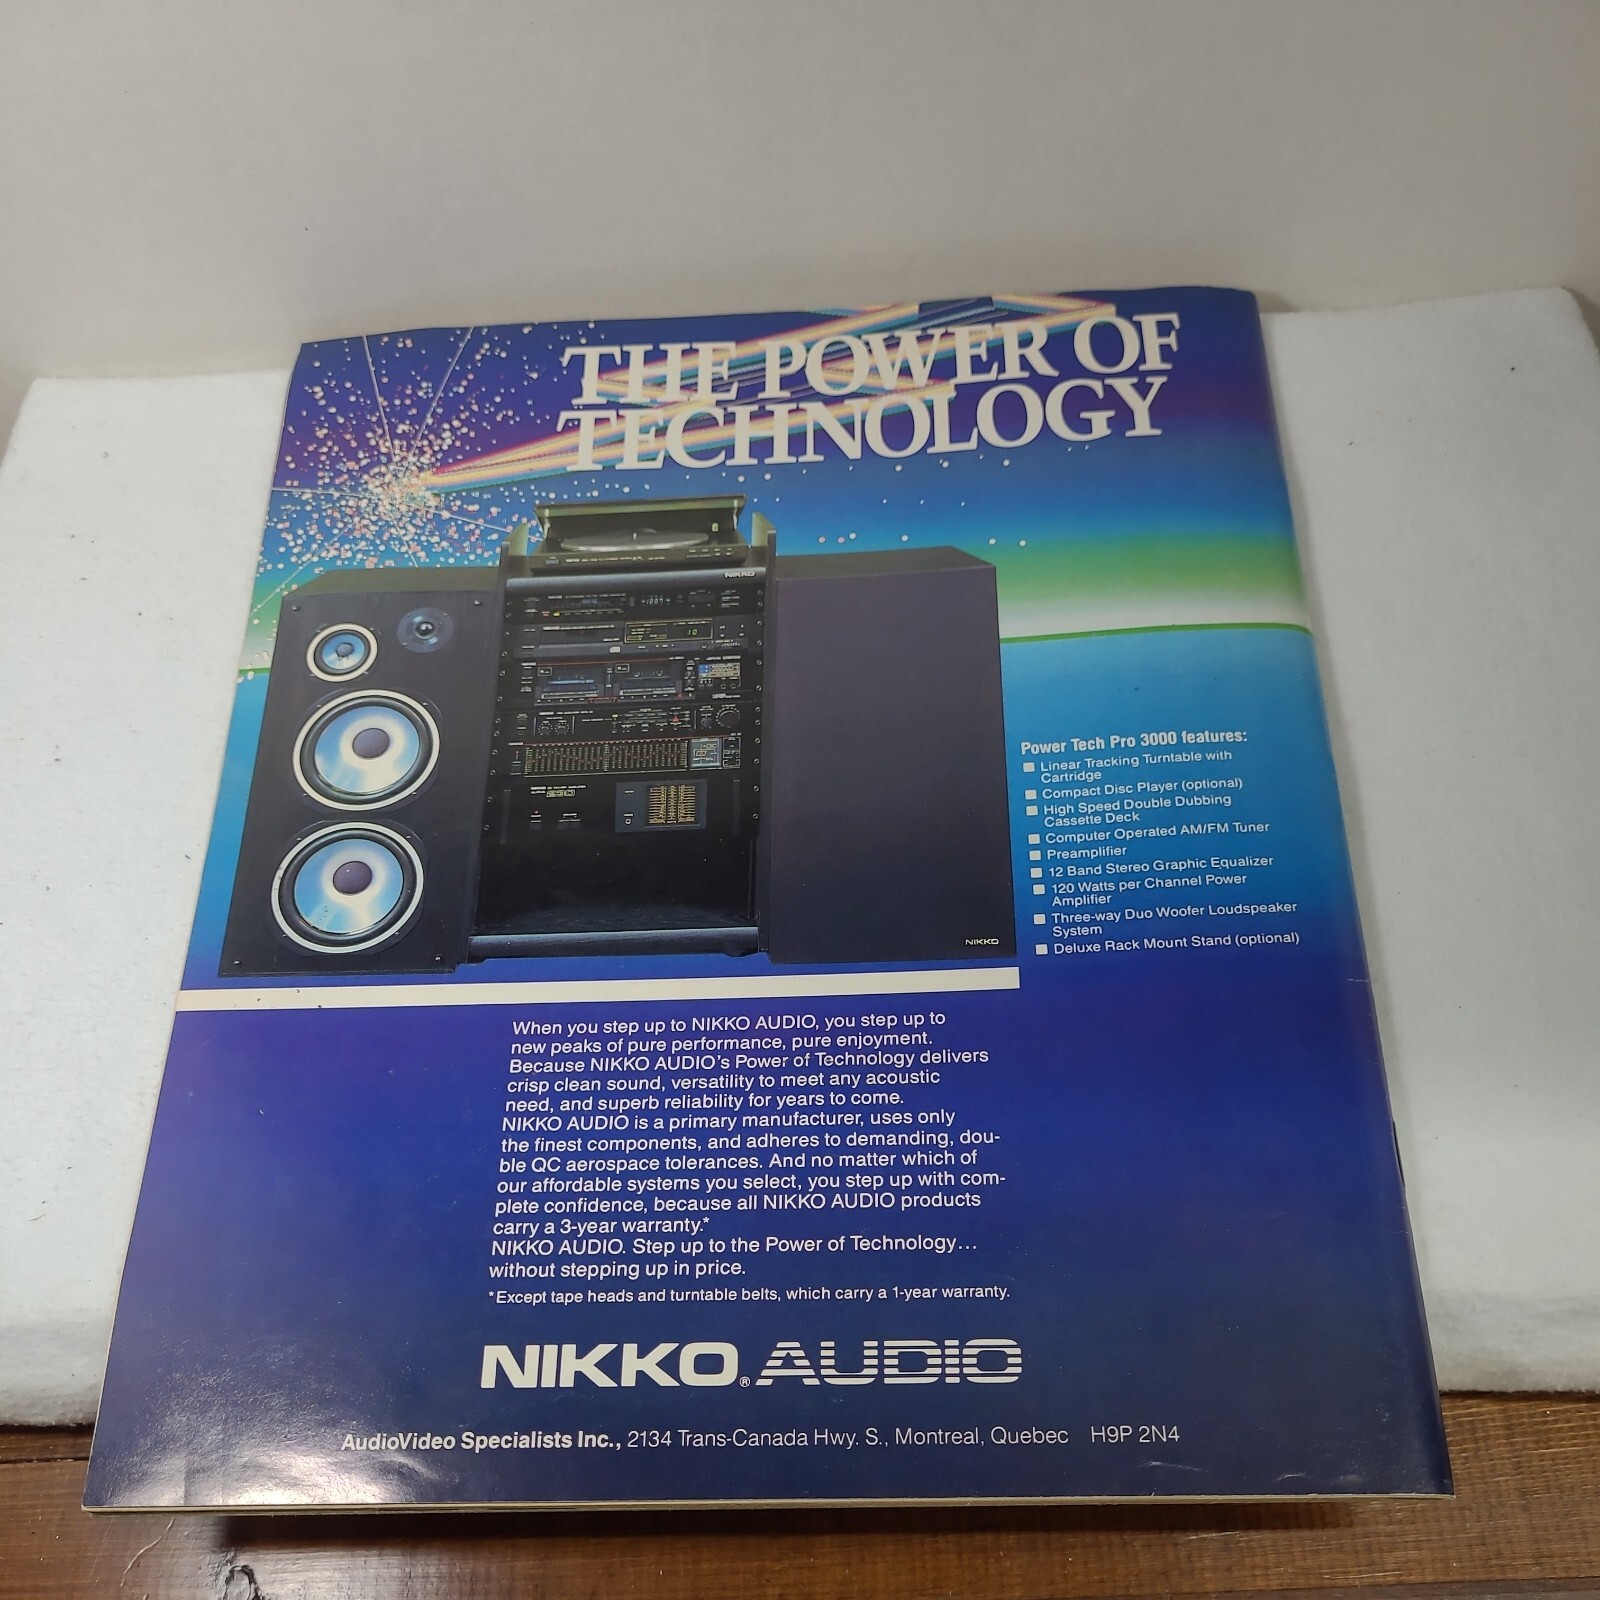 THE POWER OF
TECHNOLOGY
NIKKO
NIKKO
Power Tech Pro 3000 features:
Linear Tracking Turntable with
Cartridge
Compact Disc Player (optional)
High Speed Double Dubbing
Cassette Deck
Computer Operated AM/FM Tuner
Preamplifier
12 Band Stereo Graphic Equalizer
120 Watts per Channel Power
Amplifier
Three-way Duo Woofer Loudspeaker
System
Deluxe Rack Mount Stand (optional)
When you step up to NIKKO AUDIO, you step up to
new peaks of pure performance, pure enjoyment.
Because NIKKO AUDIO's Power of Technology delivers
crisp clean sound, versatility to meet any acoustic
need, and superb reliability for years to come.
NIKKO AUDIO is a primary manufacturer, uses only
the finest components, and adheres to demanding, dou-
ble QC aerospace tolerances. And no matter which of
our affordable systems you select, you step up with com-
plete confidence, because all NIKKO AUDIO products
carry a 3-year warranty.*
NIKKO AUDIO. Step up to the Power of Technology...
without stepping up in price.
*Except tape heads and turntable belts, which carry a 1-year warranty.
NIKKO® AUDIO
AudioVideo Specialists Inc., 2134 Trans-Canada Hwy. S., Montreal, Quebec H9P 2N4